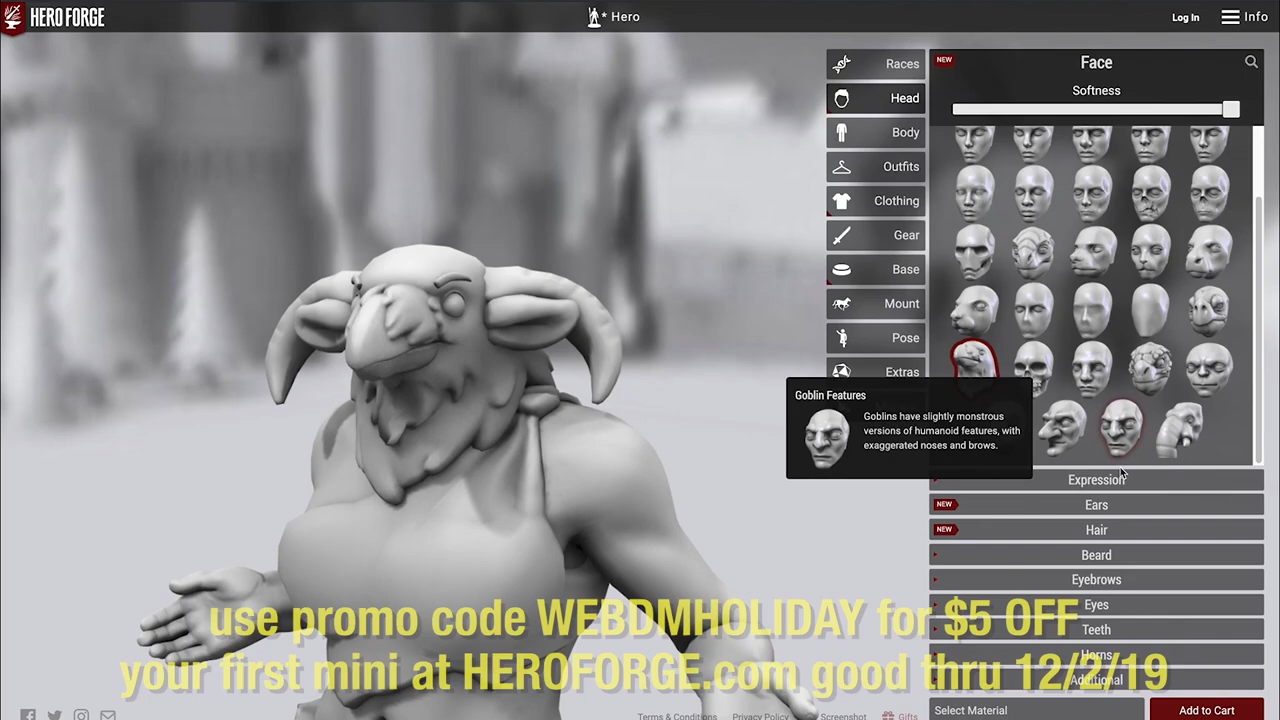 HERO FORGE
* Hero
Log In
Info
Races
Head
Body
Outfits
Clothing
Gear
Base
Mount
Pose
Extras
NEW
Face
Softness
Goblin Features
Goblins have slightly monstrous
versions of humanoid features, with
exaggerated noses and brows.
Expression
NEW Ears
NEW Hair
Beard
Eyebrows
Eyes
Teeth
Horns
Additional
use promo code WEBDMHOLIDAY for $5 OFF
your first mini at HEROFORGE.com good thru 12/2/19
Select Material
Add to Cart
Terms & Conditions Privacy Policy Screenshot Gifts